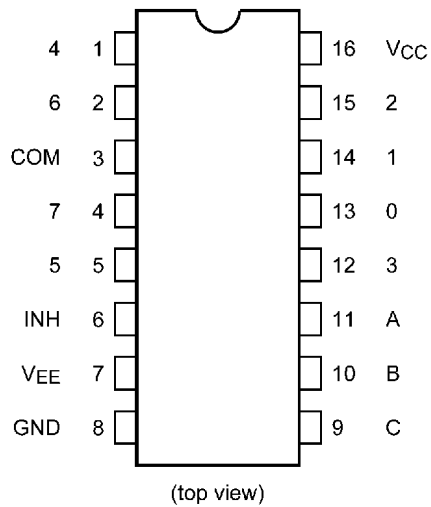 4 1 16 VCC
6 2 15 2
COM 3 14 1
7 4 13 0
5 5 12 3
INH 6 11 A
VEE 7 10 B
GND 8 9 C
(top view)